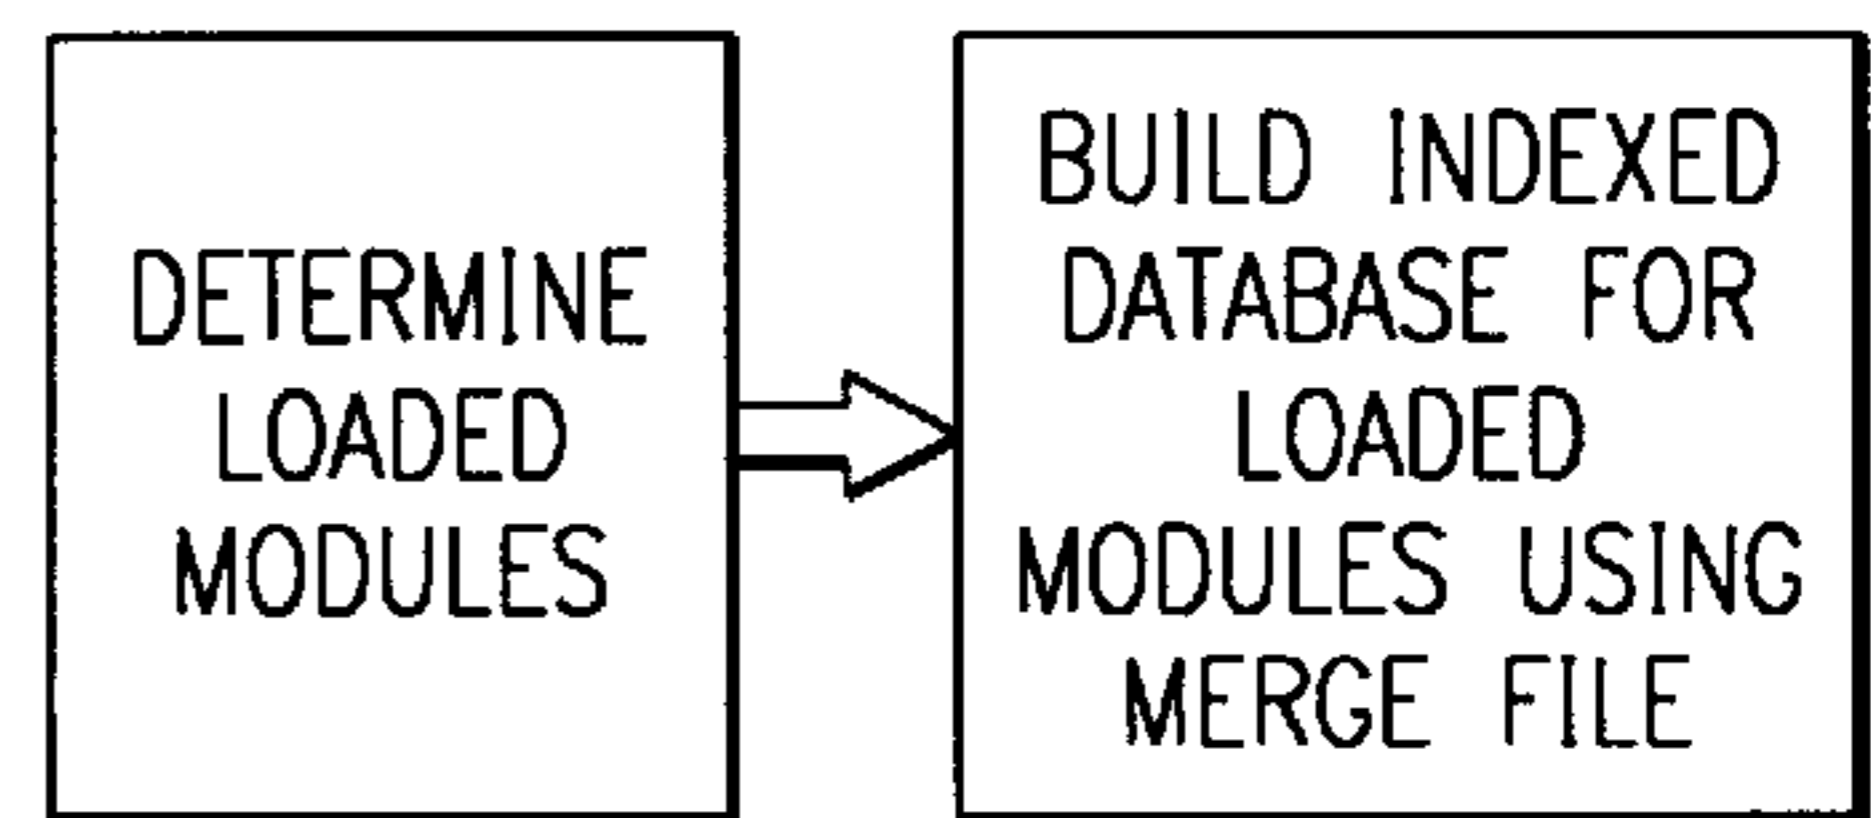 DETERMINE
LOADED
MODULES
BUILD INDEXED
DATABASE FOR
LOADED
MODULES USING
MERGE FILE